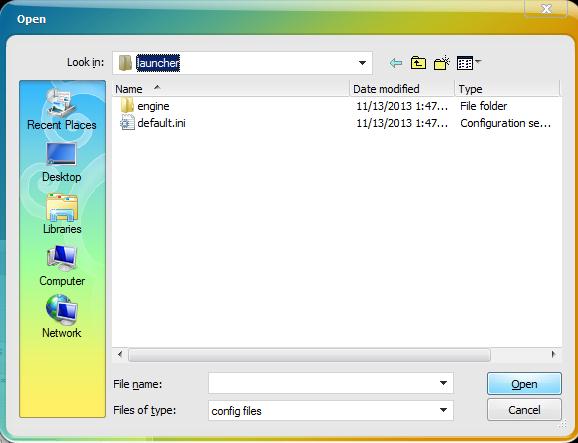 Open
Look in: launcher
Name Date modified Type
engine 11/13/2013 1:47... File folder
default.ini 11/13/2013 1:47... Configuration se...
Recent Places
Desktop
Libraries
Computer
Network
File name: Open
Files of type: config files Cancel